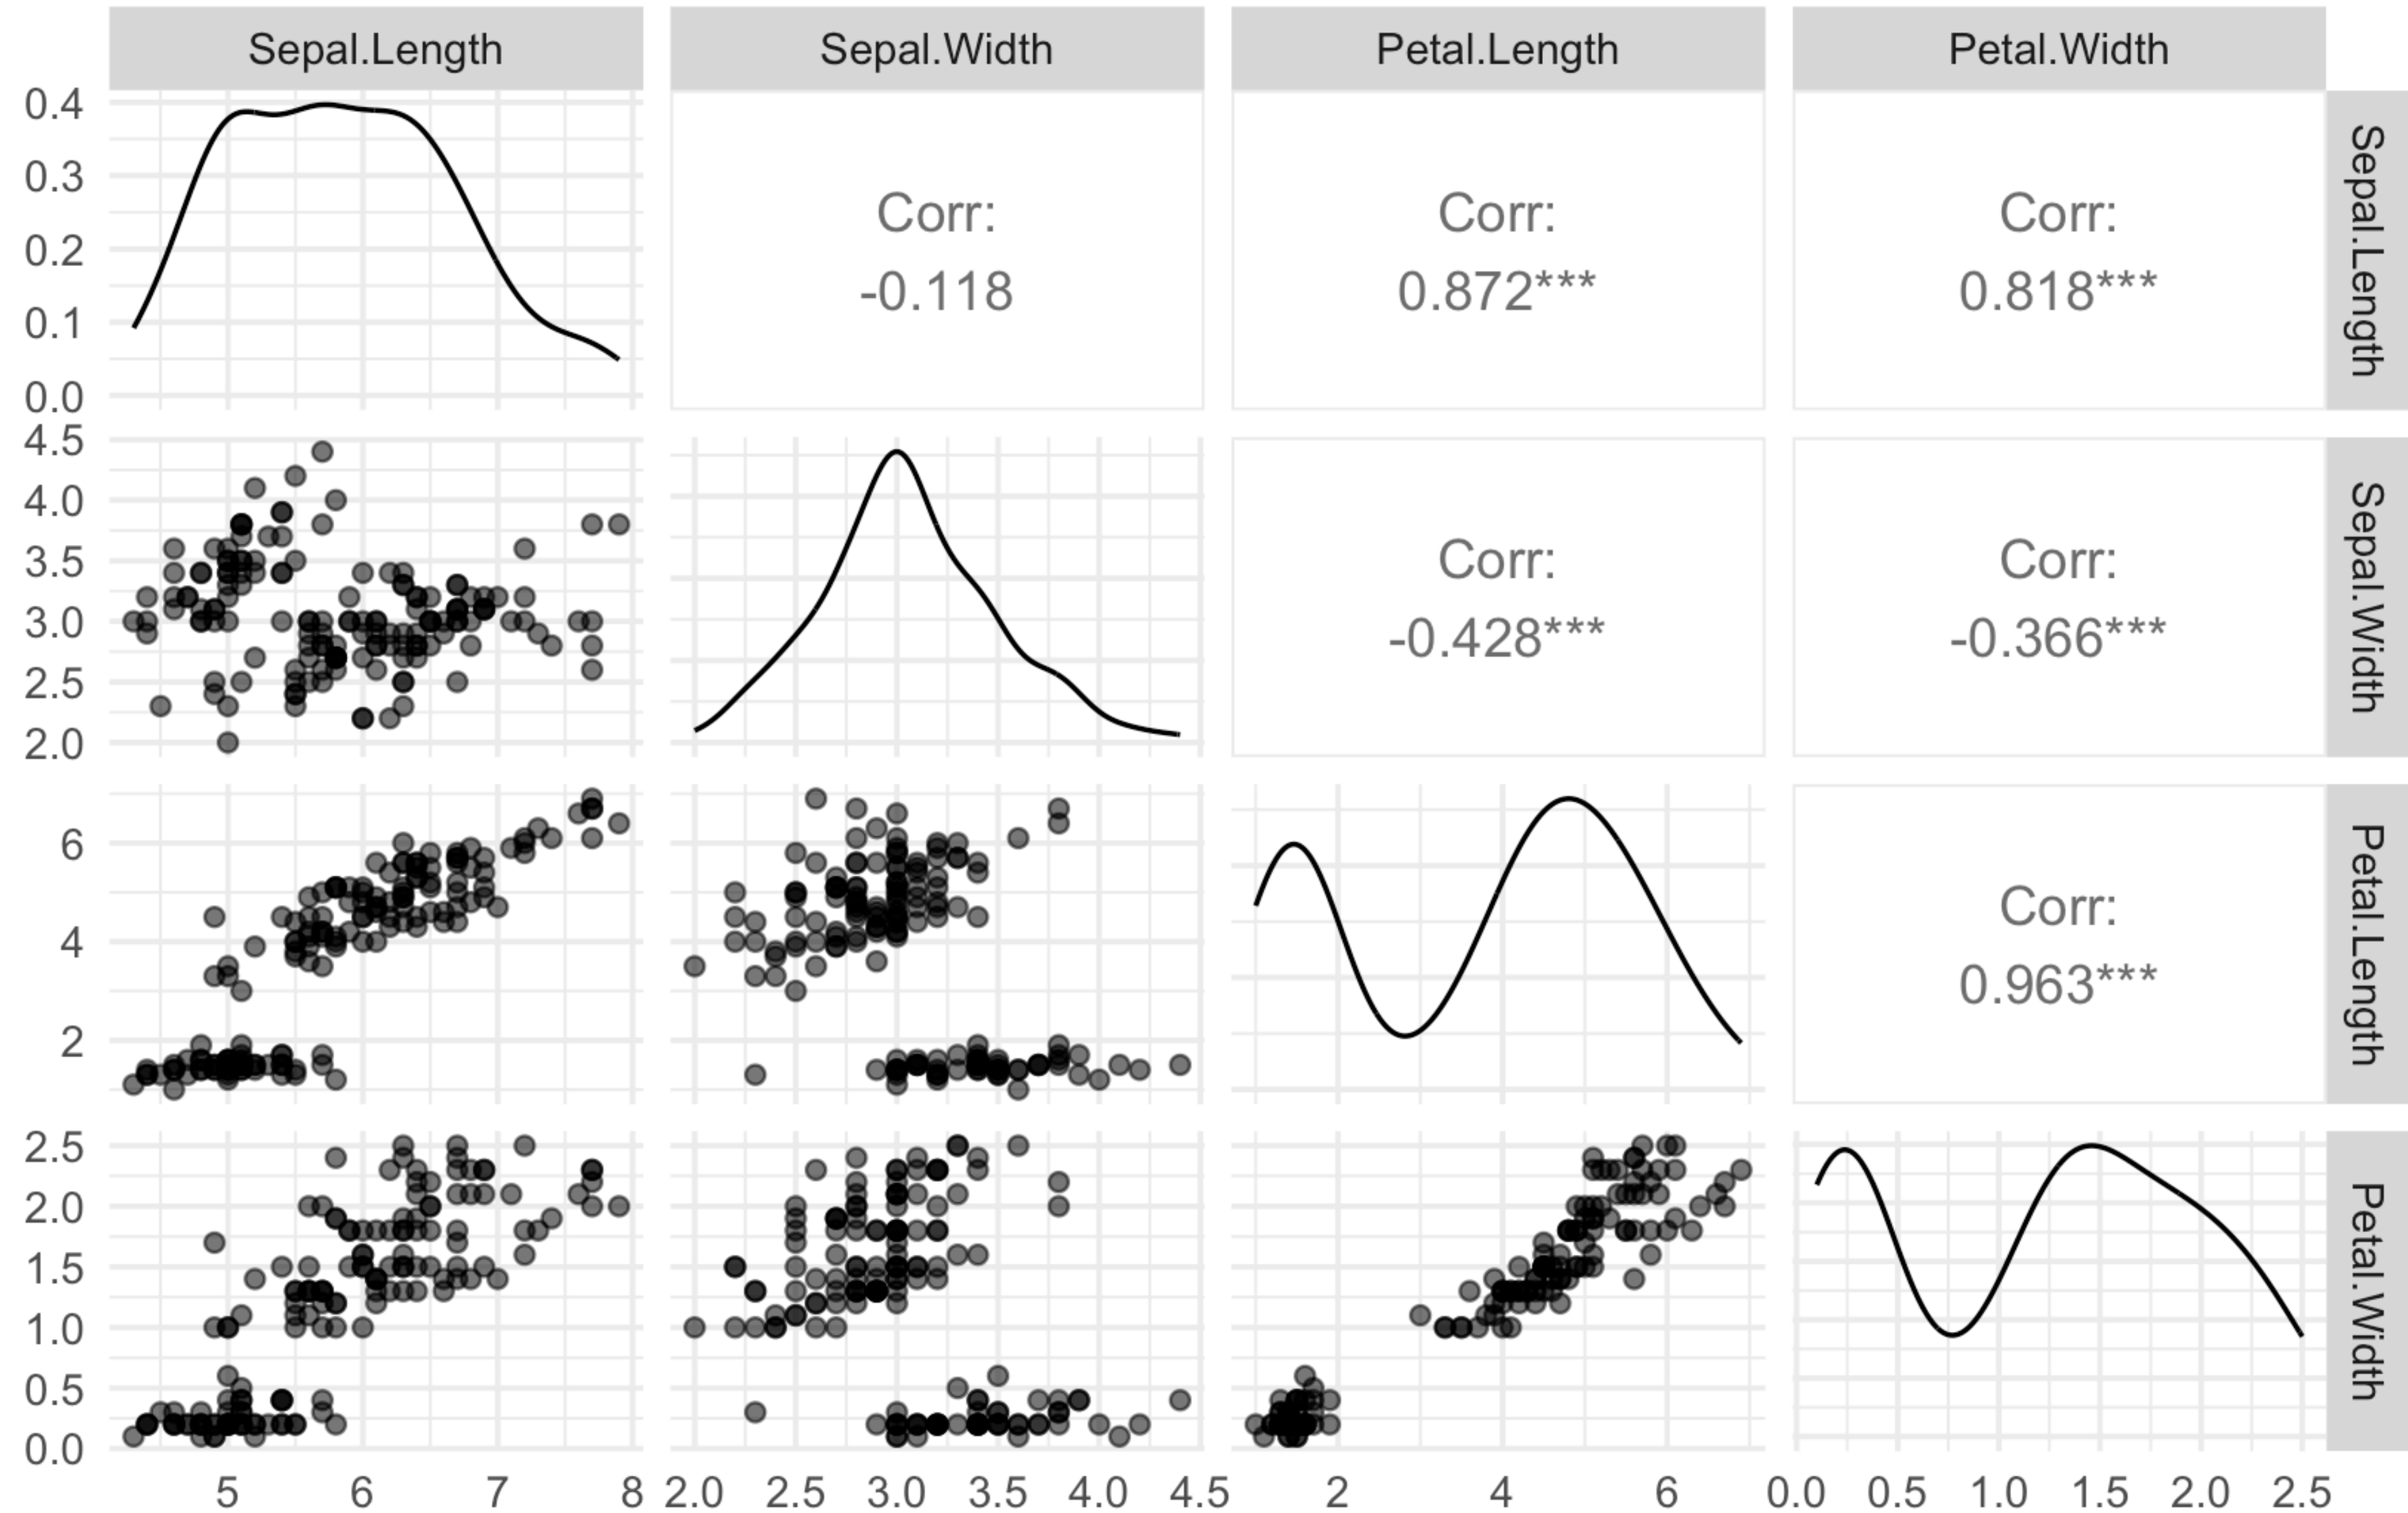 Sepal.Length
Sepal.Width
Petal.Length
Petal.Width
0.4
0.3
0.2
0.1
0.0
Corr:
-0.118
Corr:
0.872***
Corr:
0.818***
Sepal.Length
4.5
4.0
3.5
3.0
2.5
2.0
Corr:
-0.428***
Corr:
-0.366***
Sepal.Width
6
4
2
Corr:
0.963***
Petal.Length
2.5
2.0
1.5
1.0
0.5
0.0
Petal.Width
5 6 7 8
2.0 2.5 3.0 3.5 4.0 4.5
2 4 6
0.0 0.5 1.0 1.5 2.0 2.5